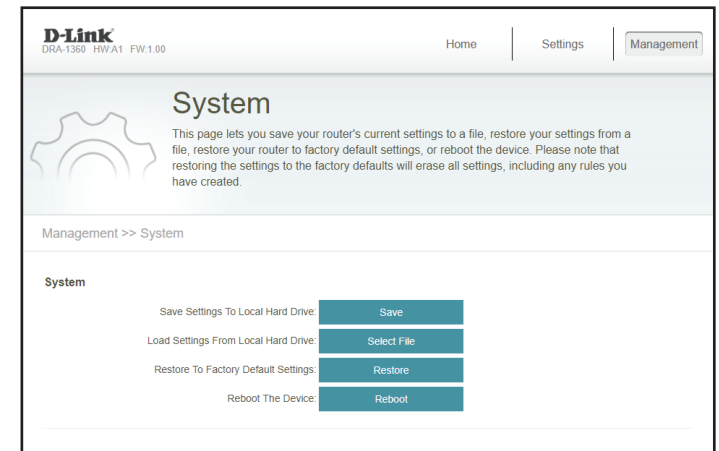 D-Link
DRA-1360 HW:A1 FW:1.00
Home
Settings
Management
System
This page lets you save your router's current settings to a file, restore your settings from a
file, restore your router to factory default settings, or reboot the device. Please note that
restoring the settings to the factory defaults will erase all settings, including any rules you
have created.
Management >> System
System
Save Settings To Local Hard Drive: Save
Load Settings From Local Hard Drive: Select File
Restore To Factory Default Settings: Restore
Reboot The Device: Reboot